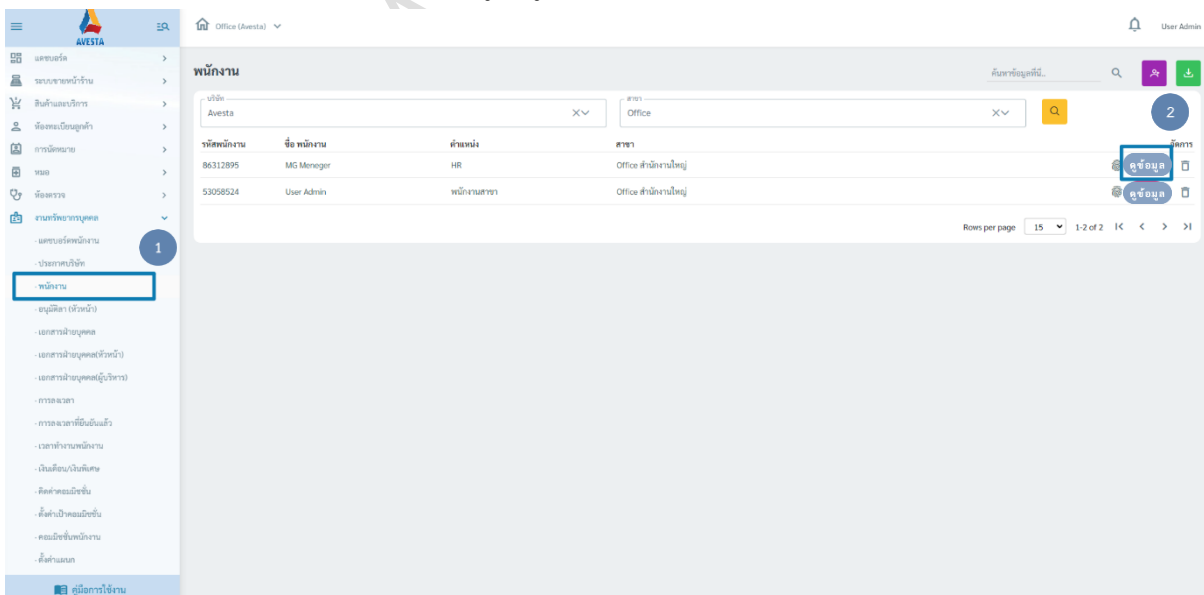 AVESTA
Office (Avesta)
User Admin
แดชบอร์ด
ระบบขายหน้าร้าน
สินค้าและบริการ
ห้องทะเบียนลูกค้า
การนัดหมาย
หมอ
ห้องตรวจ
งานทรัพยากรบุคคล
- แดชบอร์ดพนักงาน
- ประกาศบริษัท
- พนักงาน
- อนุมัติลา (หัวหน้า)
- เอกสารฝ่ายบุคคล
- เอกสารฝ่ายบุคคล(หัวหน้า)
- เอกสารฝ่ายบุคคล(ผู้บริหาร)
- การลงเวลา
- การลงเวลาที่ยืนยันแล้ว
- เวลาทำงานพนักงาน
- เงินเดือน/เงินพิเศษ
- คิดค่าคอมมิชชั่น
- ตั้งค่าเป้าคอมมิชชั่น
- คอมมิชชั่นพนักงาน
- ตั้งค่าแผนก
คู่มือการใช้งาน
1
พนักงาน
ค้นหาข้อมูลที่นี่..
บริษัท
Avesta
สาขา
Office
2
รหัสพนักงาน ชื่อ พนักงาน ตำแหน่ง สาขา จัดการ
86312895 MG Meneger HR Office สำนักงานใหญ่ ดูข้อมูล
53058524 User Admin พนักงานสาขา Office สำนักงานใหญ่ ดูข้อมูล
Rows per page 15 1-2 of 2